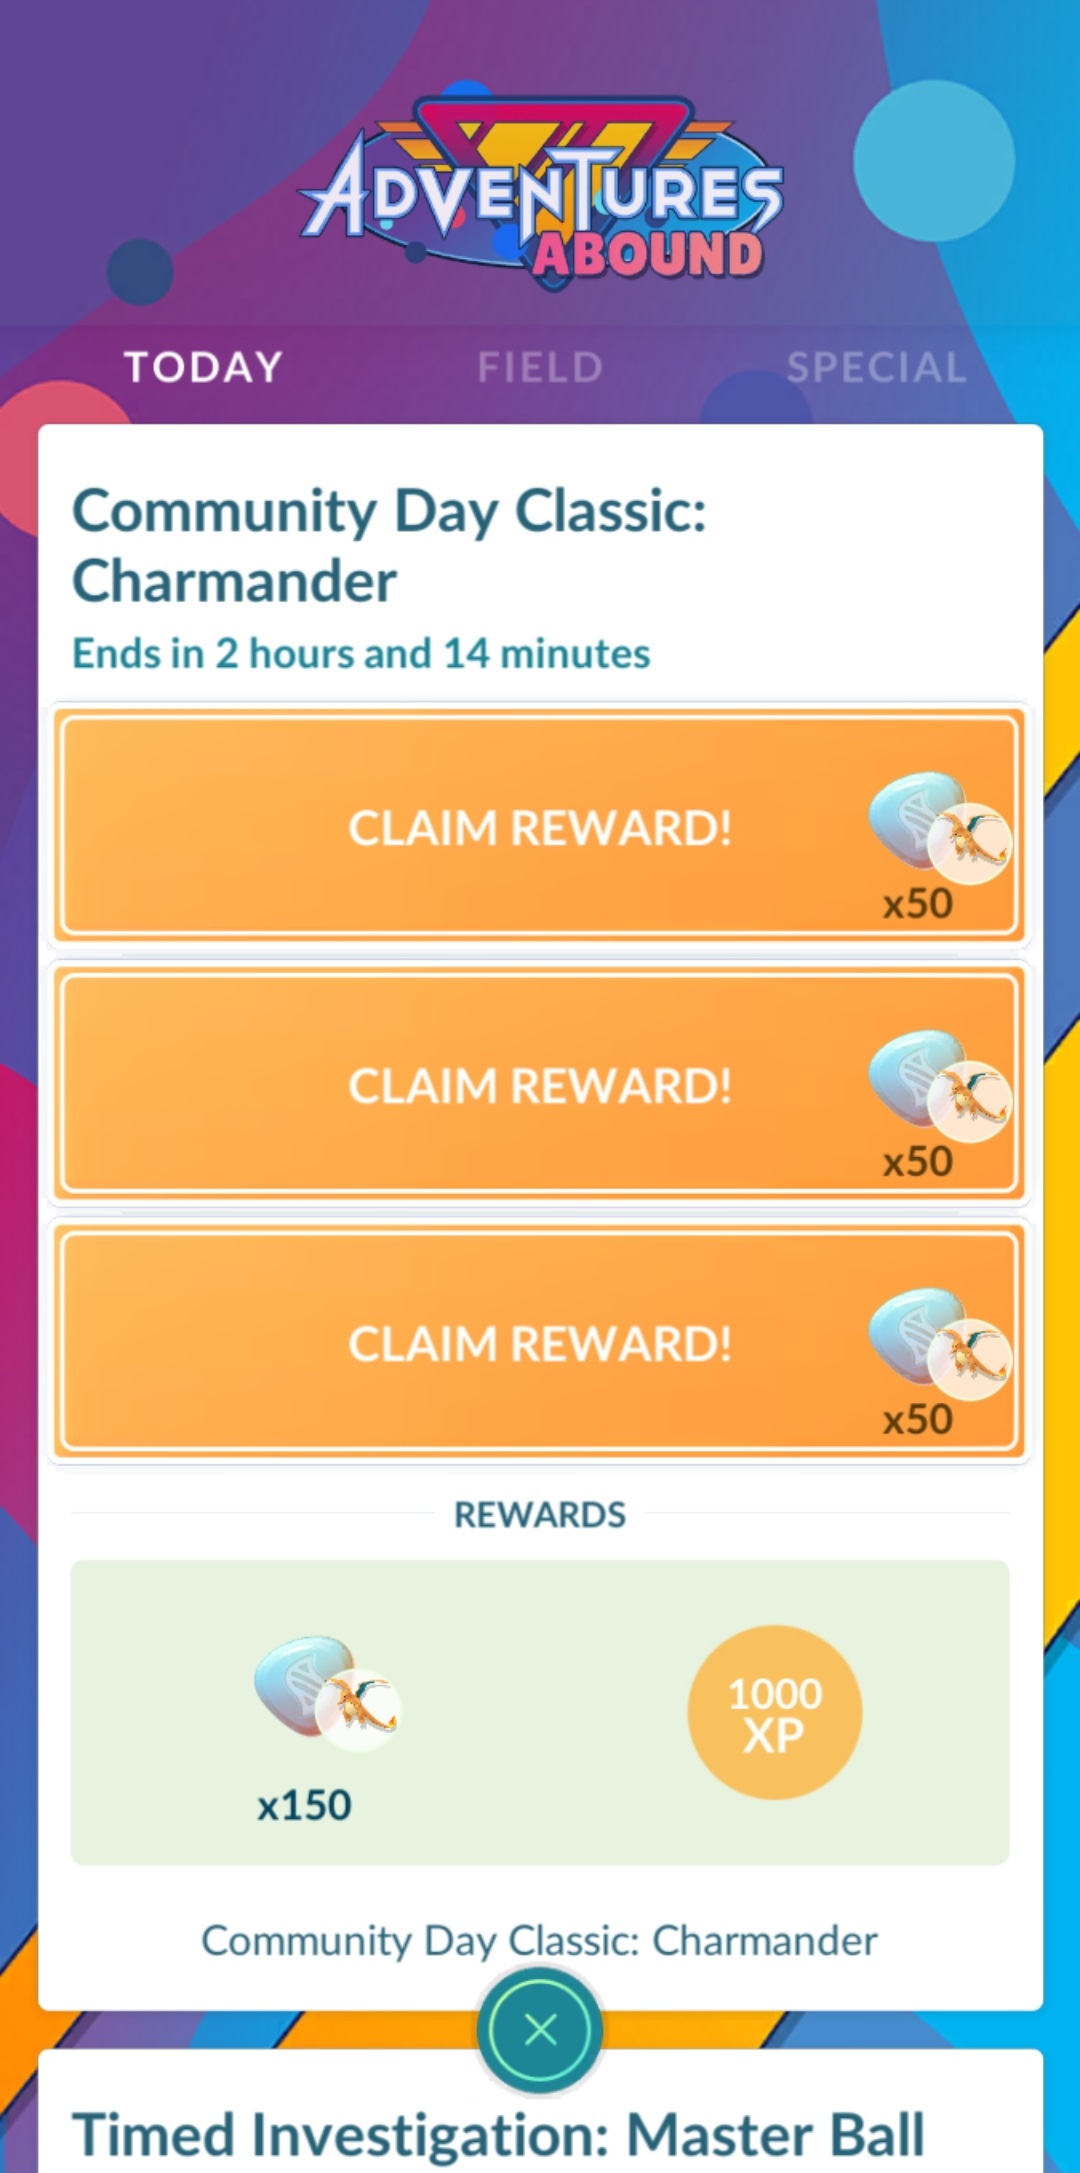 ADVENTURES
ABOUND
TODAY FIELD SPECIAL
Community Day Classic:
Charmander
Ends in 2 hours and 14 minutes
CLAIM REWARD!
x50
CLAIM REWARD!
x50
CLAIM REWARD!
x50
REWARDS
1000
XP
x150
Community Day Classic: Charmander
Timed Investigation: Master Ball